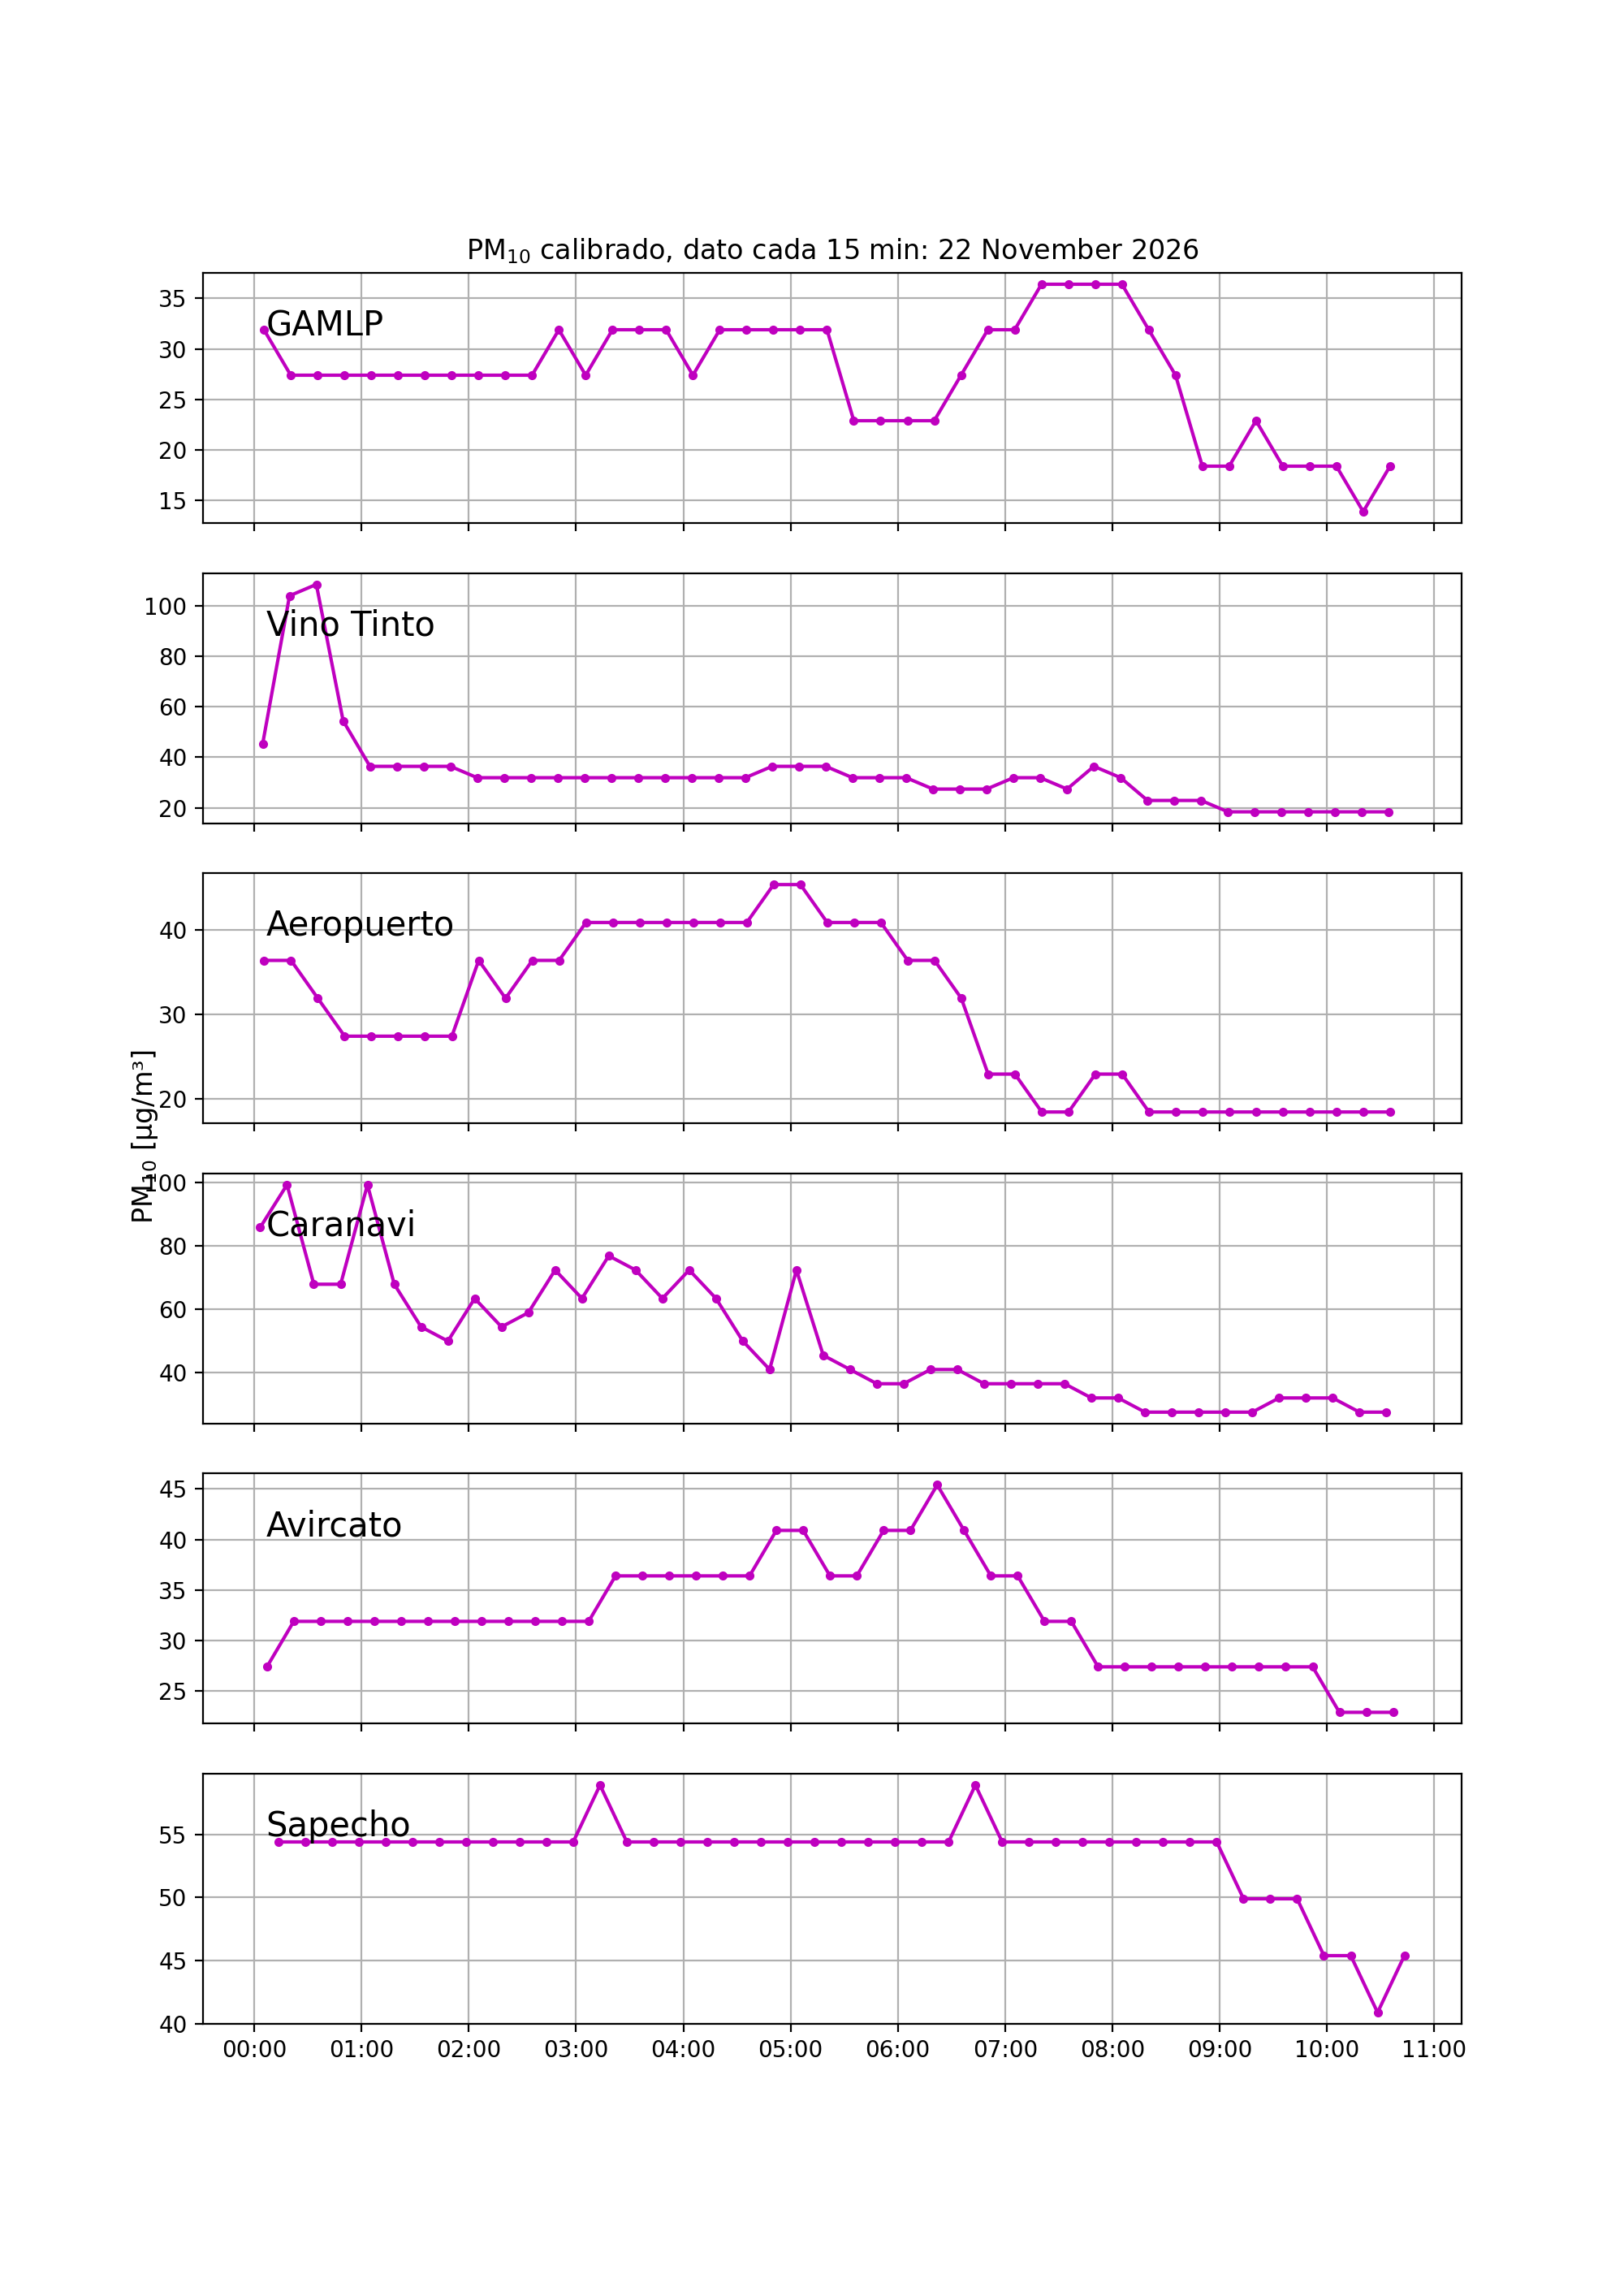 PM₁₀ calibrado, dato cada 15 min: 22 November 2026
35
GAMLP
30
25
20
15
100
Vino Tinto
80
60
40
20
Aeropuerto
40
30
20
PM₁₀ [µg/m³]
100
Caranavi
80
60
40
45
Avircato
40
35
30
25
Sapecho
55
50
45
40
00:00 01:00 02:00 03:00 04:00 05:00 06:00 07:00 08:00 09:00 10:00 11:00